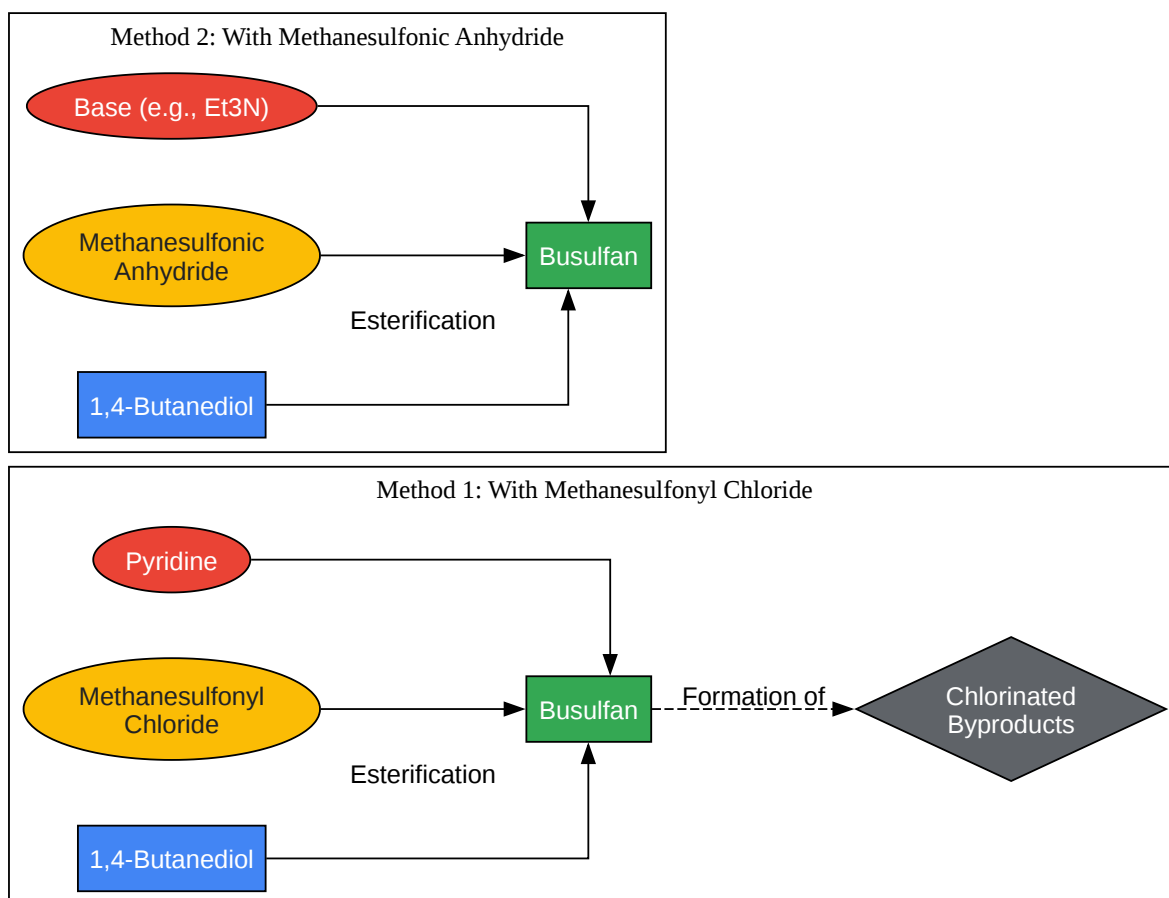 Method 2: With Methanesulfonic Anhydride
Base (e.g., Et3N)
Methanesulfonic
Anhydride
Busulfan
Esterification
1,4-Butanediol
Method 1: With Methanesulfonyl Chloride
Pyridine
Methanesulfonyl
Chloride
Busulfan
Formation of
Chlorinated
Byproducts
Esterification
1,4-Butanediol